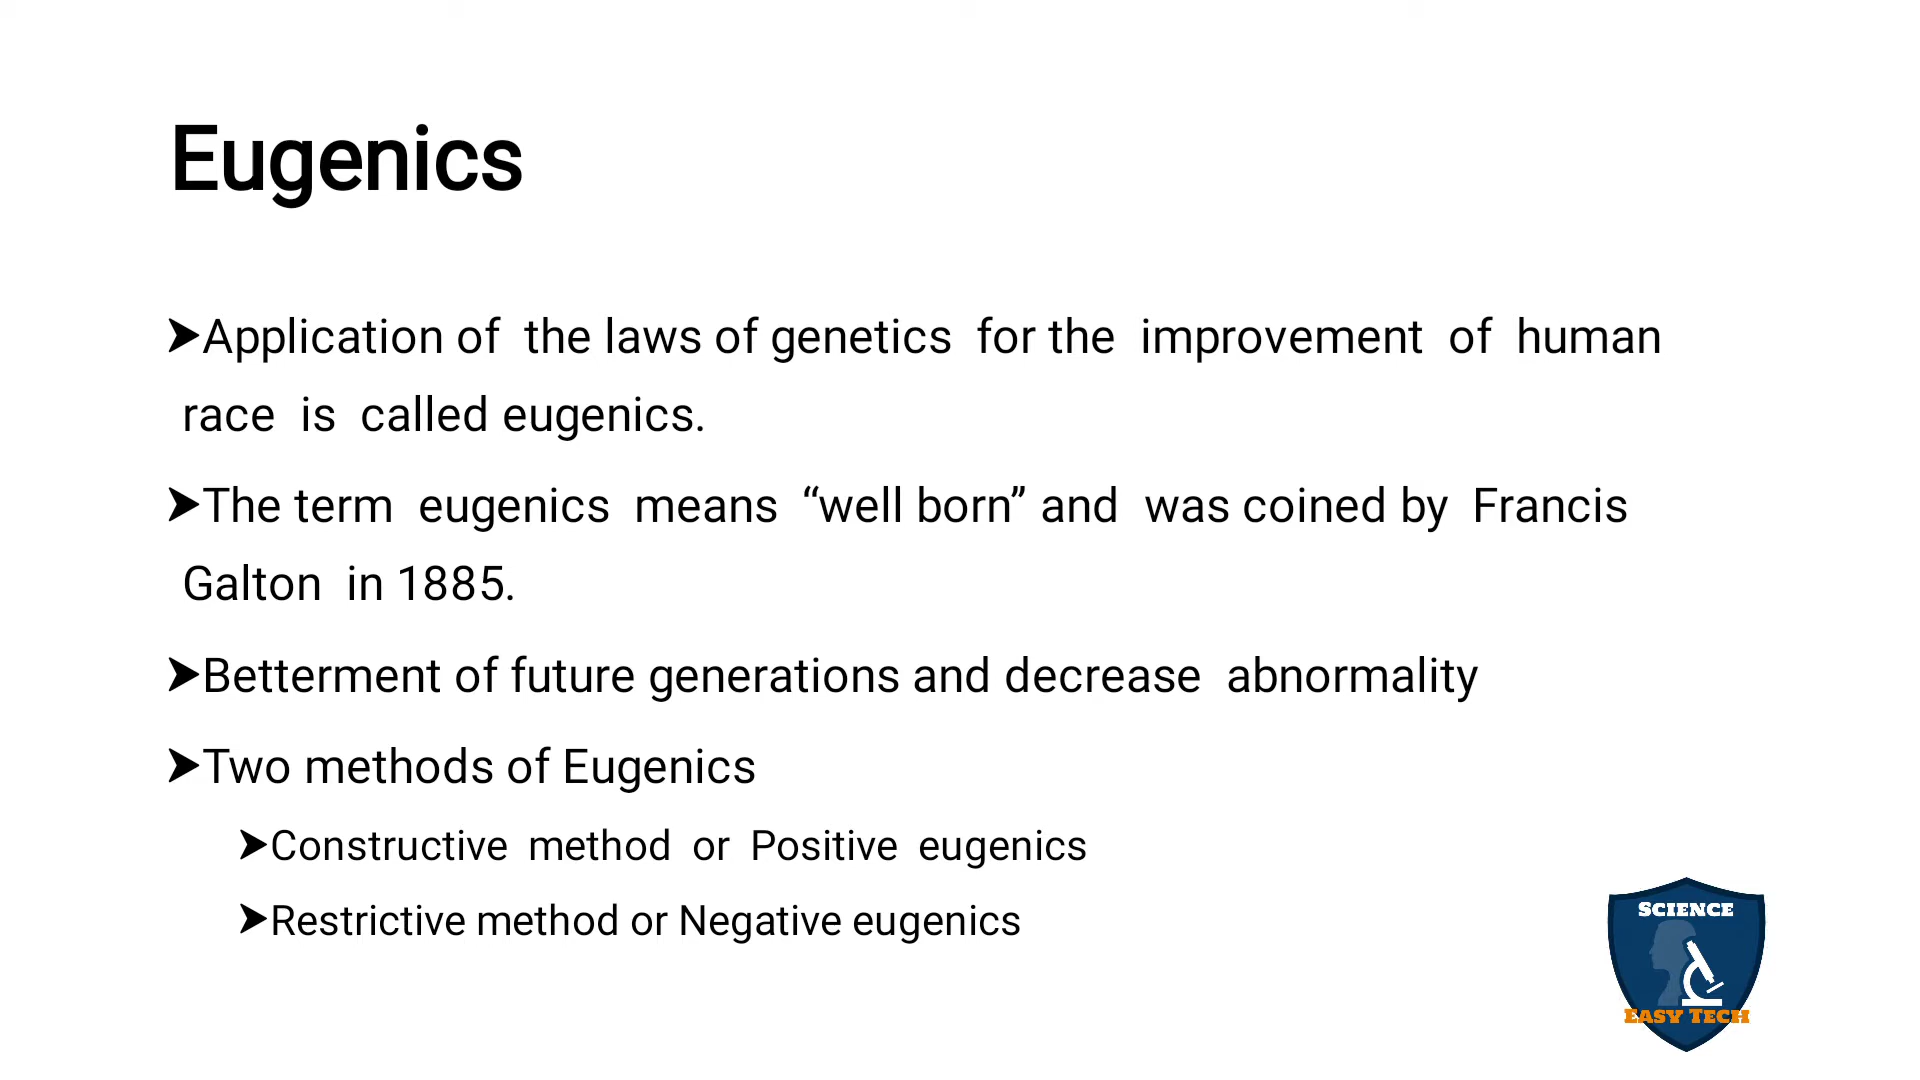 Eugenics
➤Application of the laws of genetics for the improvement of human
race is called eugenics.
➤The term eugenics means “well born” and was coined by Francis
Galton in 1885.
➤Betterment of future generations and decrease abnormality
➤Two methods of Eugenics
➤Constructive method or Positive eugenics
➤Restrictive method or Negative eugenics
SCIENCE
EASY TECH